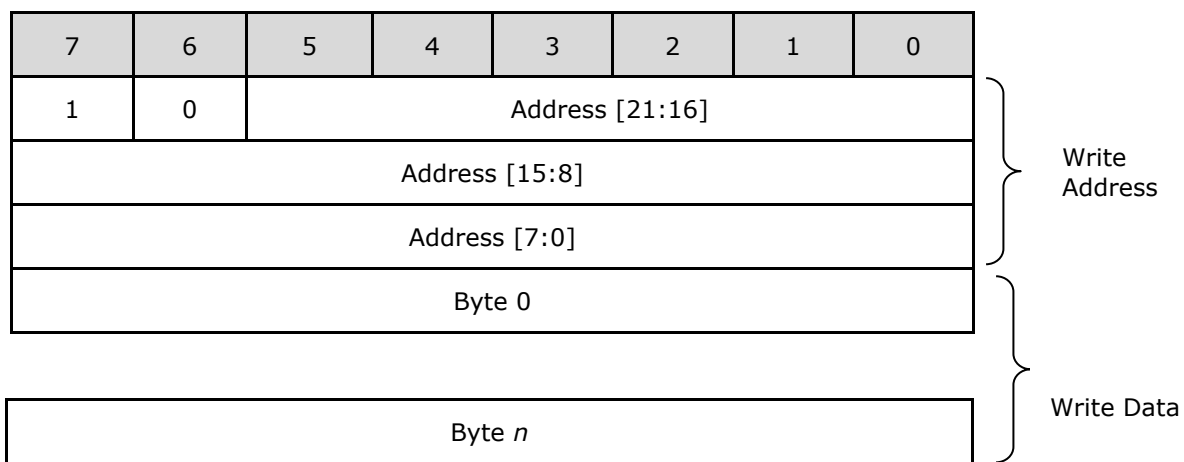 7 6 5 4 3 2 1 0
1 0 Address [21:16]
Address [15:8]
Write
Address
Address [7:0]
Byte 0
Write Data
Byte n